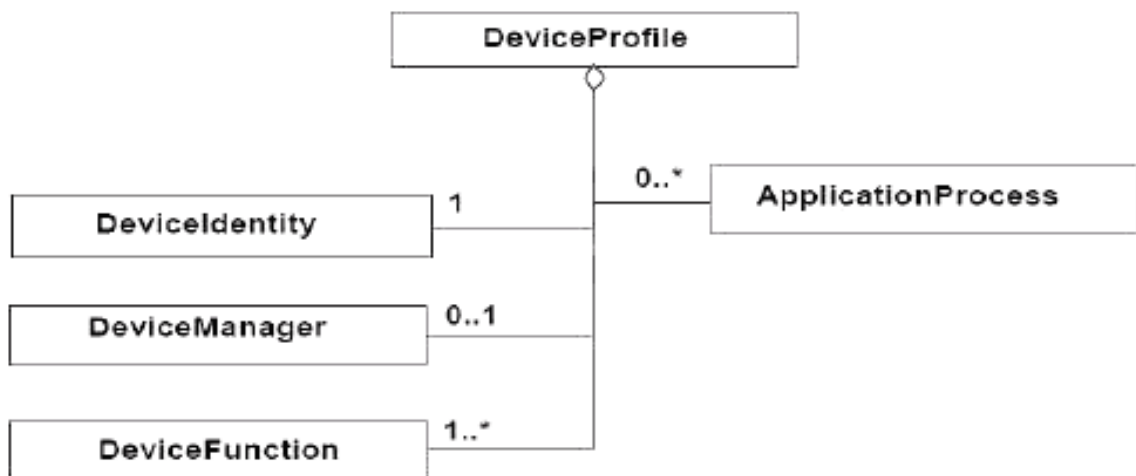 DeviceProfile
0..*
ApplicationProcess
1
DeviceIdentity
0..1
DeviceManager
1..*
DeviceFunction